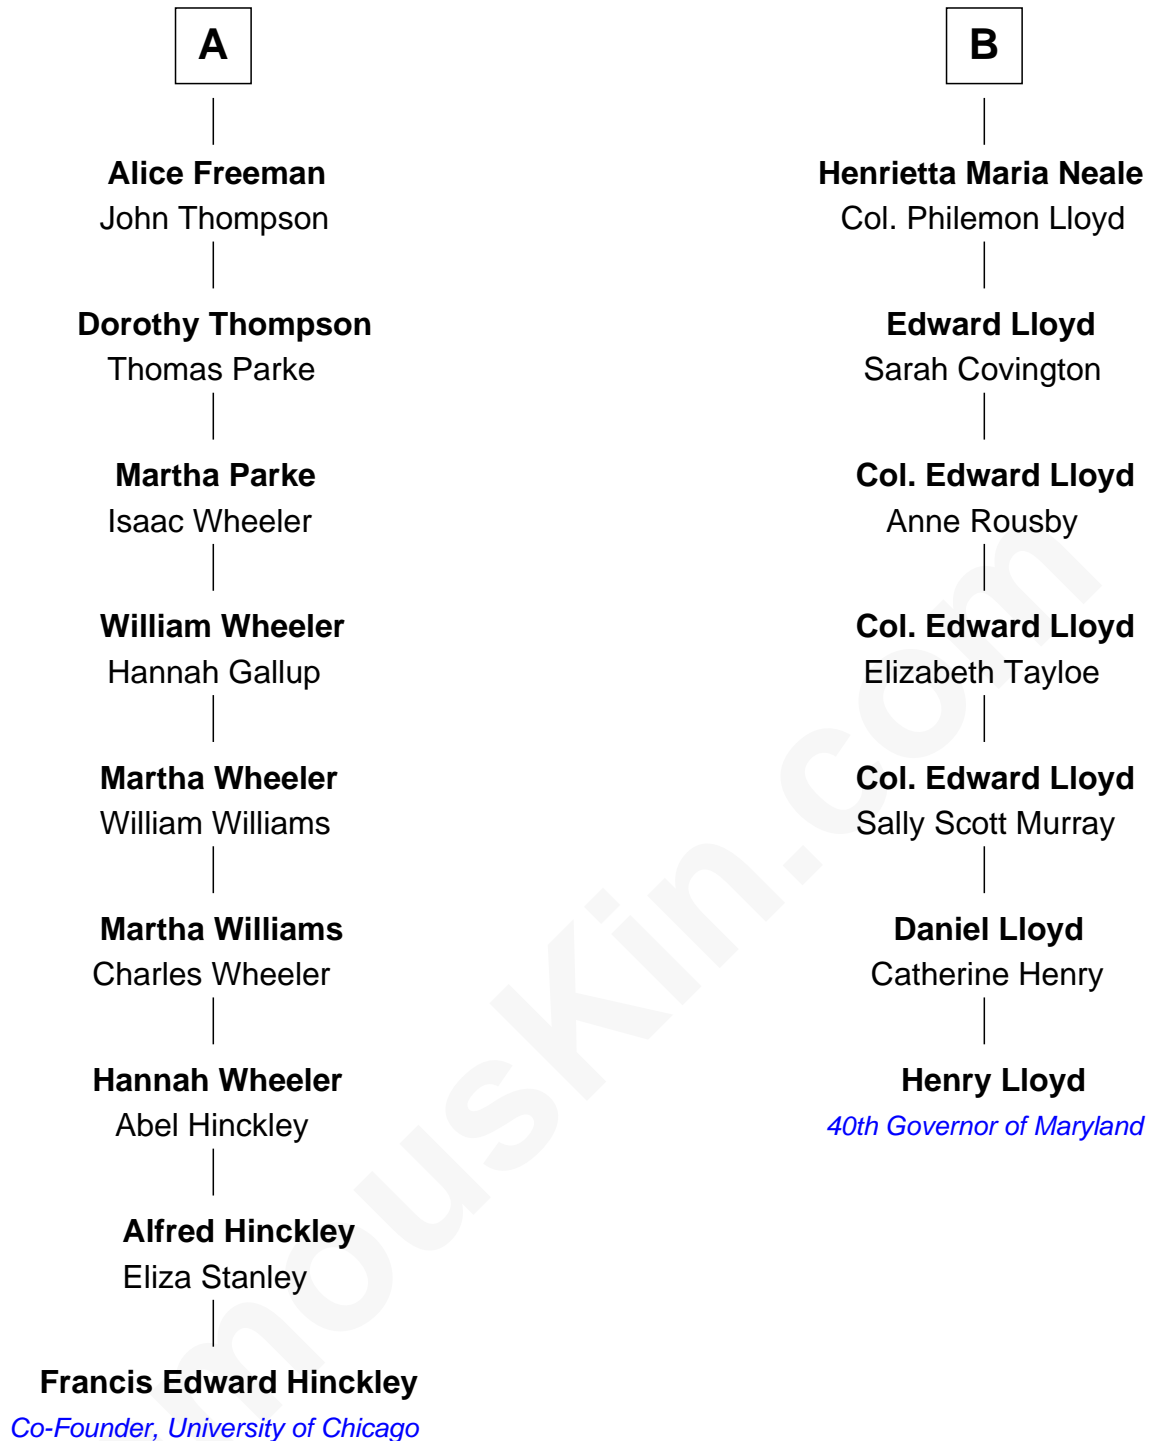 A
Alice Freeman
John Thompson
Dorothy Thompson
Thomas Parke
Martha Parke
Isaac Wheeler
William Wheeler
Hannah Gallup
Martha Wheeler
William Williams
Martha Williams
Charles Wheeler
Hannah Wheeler
Abel Hinckley
Alfred Hinckley
Eliza Stanley
Francis Edward Hinckley
Co-Founder, University of Chicago
B
Henrietta Maria Neale
Col. Philemon Lloyd
Edward Lloyd
Sarah Covington
Col. Edward Lloyd
Anne Rousby
Col. Edward Lloyd
Elizabeth Tayloe
Col. Edward Lloyd
Sally Scott Murray
Daniel Lloyd
Catherine Henry
Henry Lloyd
40th Governor of Maryland
mousKin.com